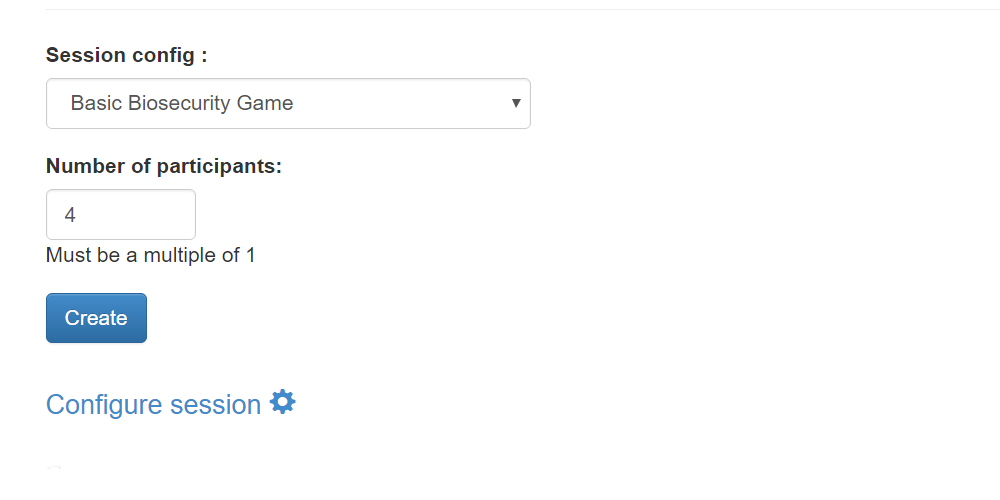 Session config :
Basic Biosecurity Game
Number of participants:
4
Must be a multiple of 1
Create
Configure session